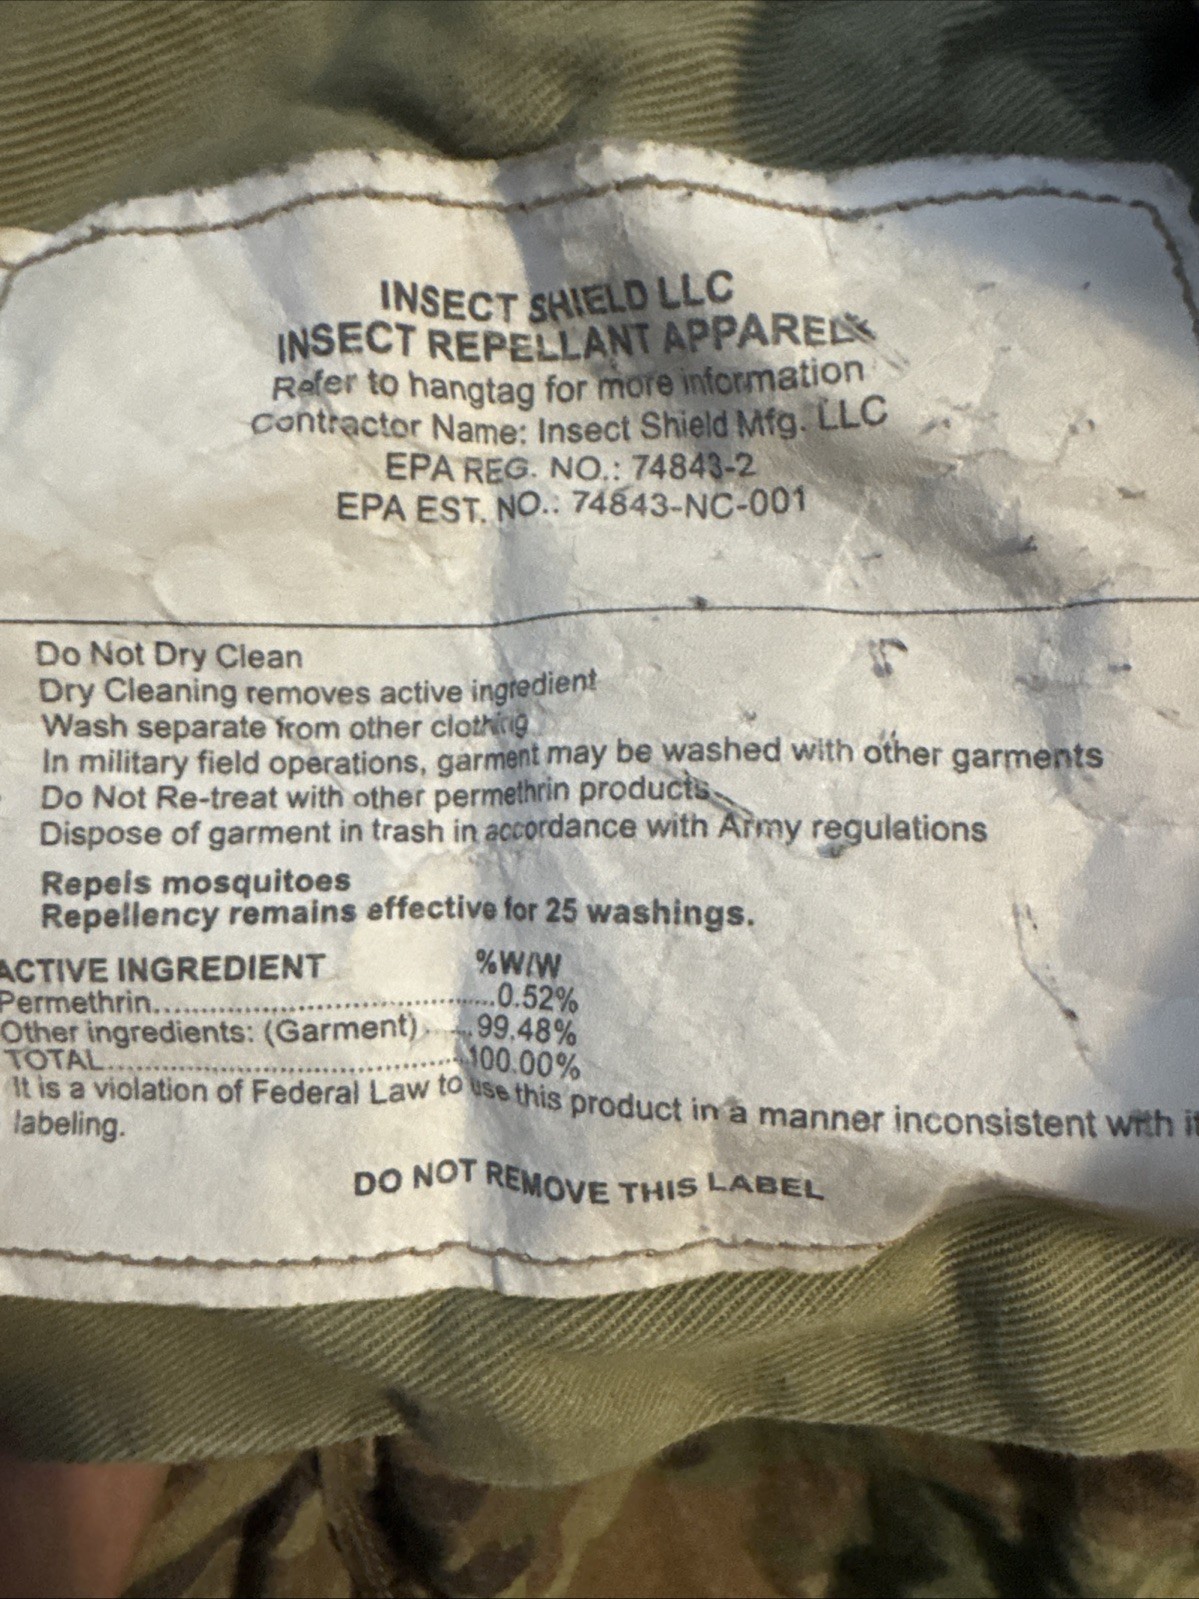 INSECT SHIELD LLC
INSECT REPELLANT APPAREL
Refer to hangtag for more information
Contractor Name: Insect Shield Mfg. LLC
EPA REG. NO.: 74843-2
EPA EST. NO.: 74843-NC-001
Do Not Dry Clean
Dry Cleaning removes active ingredient
Wash separate from other clothing
In military field operations, garment may be washed with other garments
Do Not Re-treat with other permethrin products
Dispose of garment in trash in accordance with Army regulations
Repels mosquitoes
Repellency remains effective for 25 washings.
ACTIVE INGREDIENT %W/W
Permethrin..........0.52%
Other ingredients: (Garment).....99.48%
TOTAL..........100.00%
It is a violation of Federal Law to use this product in a manner inconsistent with
labeling.
DO NOT REMOVE THIS LABEL